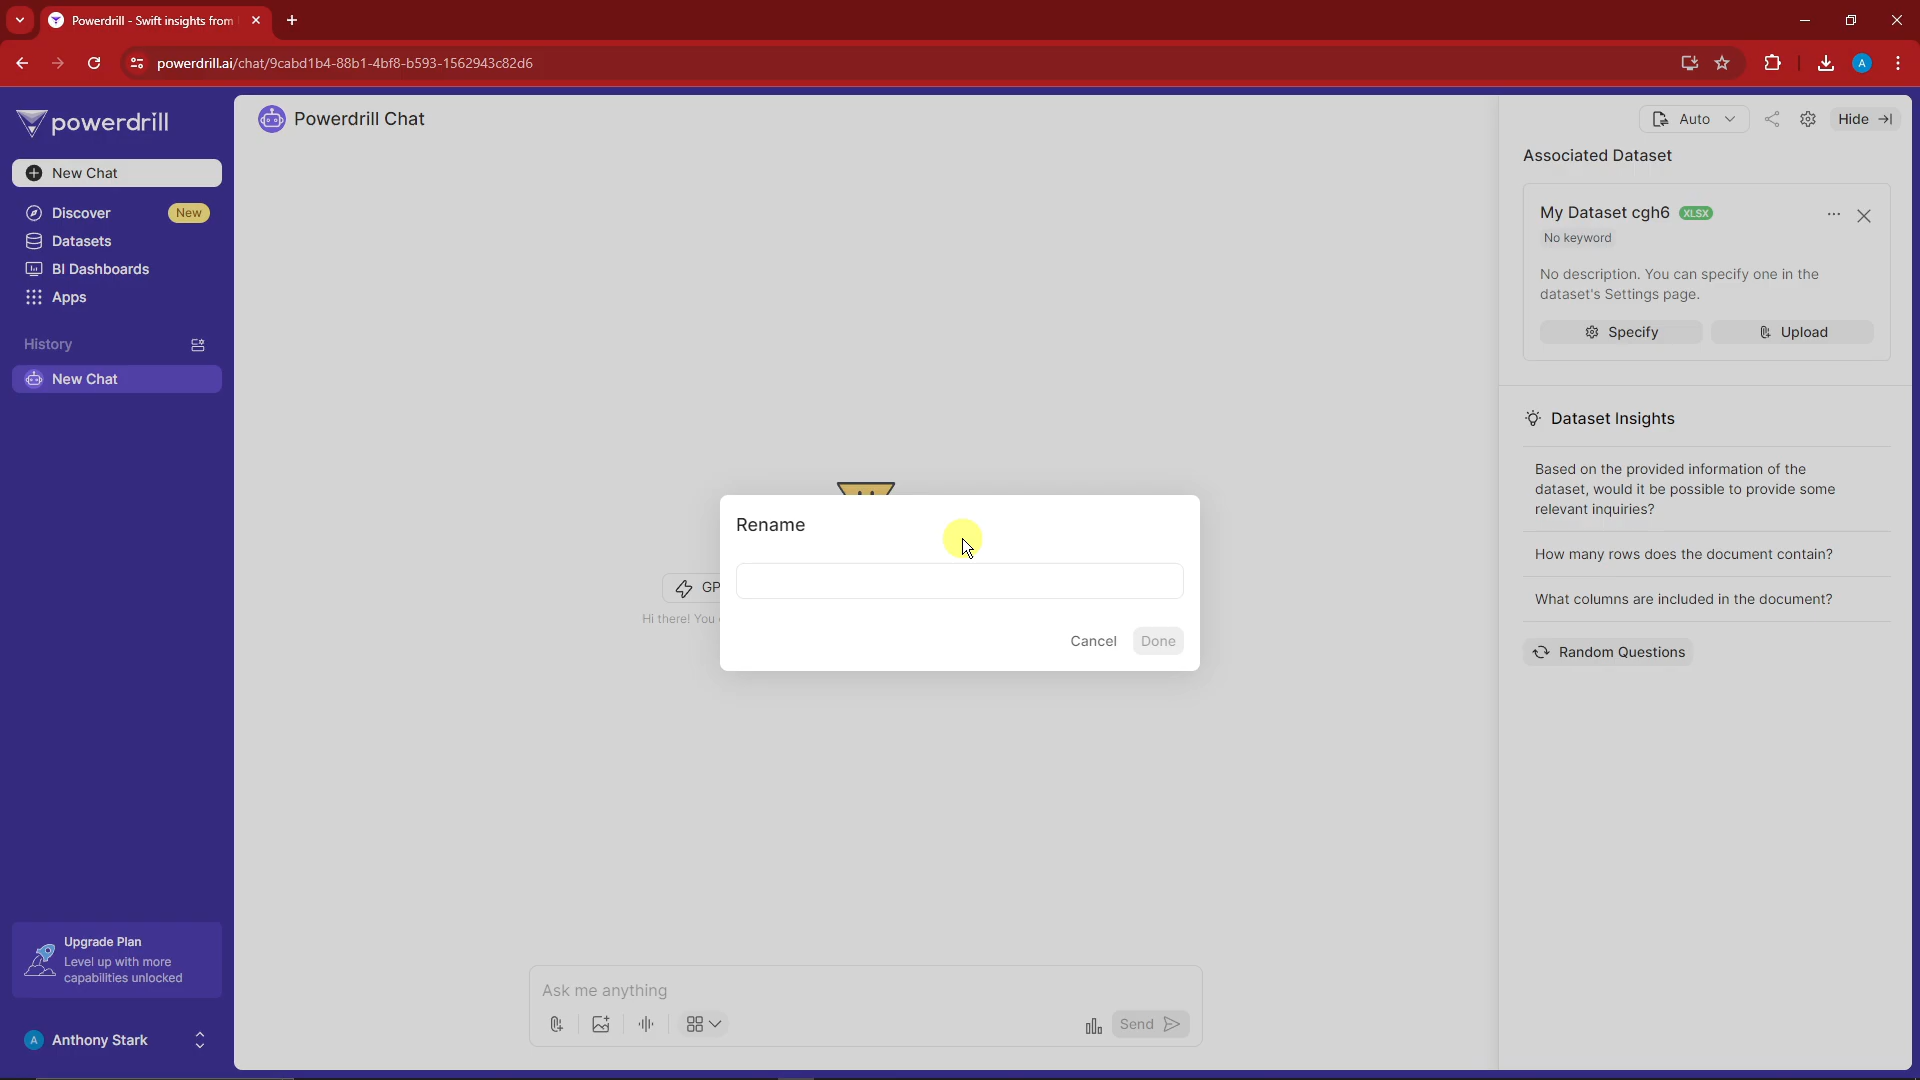 Powerdrill - Swift insights from
powerdrill.ai/chat/9cabd1b4-88b1-4bf8-b593-1562943c82d6
A
powerdrill
New Chat
Discover
New
Datasets
BI Dashboards
Apps
History
New Chat
Upgrade Plan
Level up with more
capabilities unlocked
A
Anthony Stark
Powerdrill Chat
GP
Hi there! You
Rename
Cancel
Done
Ask me anything
Send
Auto
Hide
Associated Dataset
My Dataset cgh6
XLSX
No keyword
No description. You can specify one in the
dataset's Settings page.
Specify
Upload
Dataset Insights
Based on the provided information of the
dataset, would it be possible to provide some
relevant inquiries?
How many rows does the document contain?
What columns are included in the document?
Random Questions